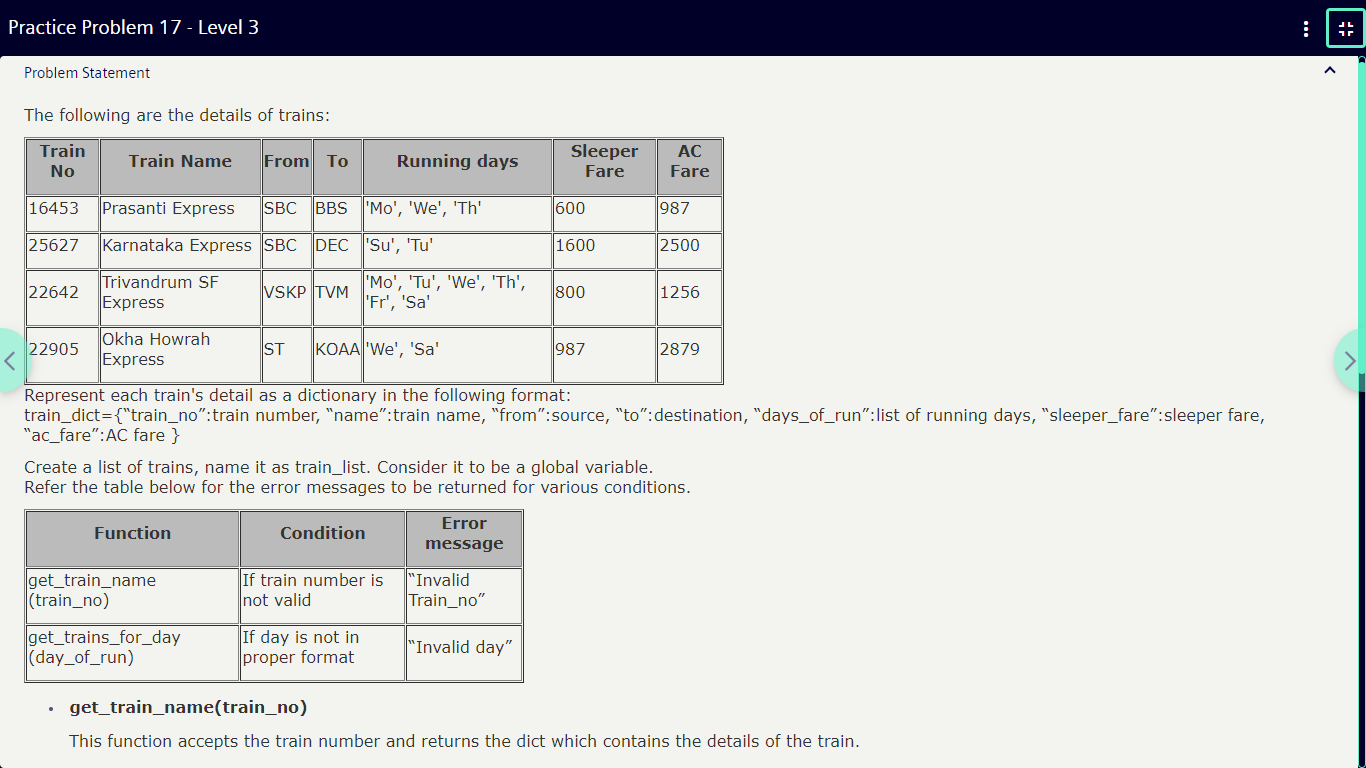 Practice Problem 17 - Level 3
Problem Statement
The following are the details of trains:
Train No | Train Name | From | To | Running days | Sleeper Fare | AC Fare
16453 | Prasanti Express | SBC | BBS | 'Mo', 'We', 'Th' | 600 | 987
25627 | Karnataka Express | SBC | DEC | 'Su', 'Tu' | 1600 | 2500
22642 | Trivandrum SF Express | VSKP | TVM | 'Mo', 'Tu', 'We', 'Th', 'Fr', 'Sa' | 800 | 1256
22905 | Okha Howrah Express | ST | KOAA | 'We', 'Sa' | 987 | 2879
Represent each train's detail as a dictionary in the following format:
train_dict={“train_no”:train number, “name”:train name, “from”:source, “to”:destination, “days_of_run”:list of running days, “sleeper_fare”:sleeper fare,
“ac_fare”:AC fare }
Create a list of trains, name it as train_list. Consider it to be a global variable.
Refer the table below for the error messages to be returned for various conditions.
Function | Condition | Error message
get_train_name (train_no) | If train number is not valid | “Invalid Train_no”
get_trains_for_day (day_of_run) | If day is not in proper format | “Invalid day”
• get_train_name(train_no)
This function accepts the train number and returns the dict which contains the details of the train.